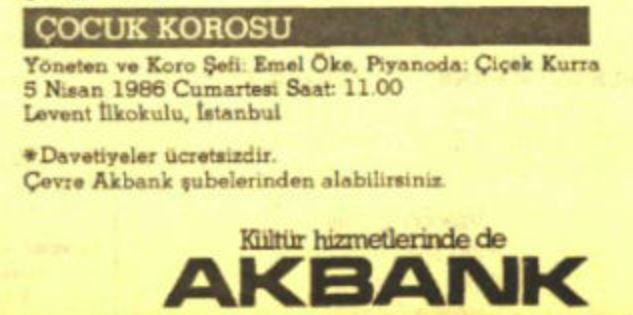 ÇOCUK KOROSU
Yöneten ve Koro Şefi: Emel Öke, Piyanoda: Çiçek Kurra
5 Nisan 1986 Cumartesi Saat: 11.00
Levent İlkokulu, İstanbul
*Davetiyeler ücretsizdir.
Çevre Akbank şubelerinden alabilirsiniz.
Kültür hizmetlerinde de
AKBANK